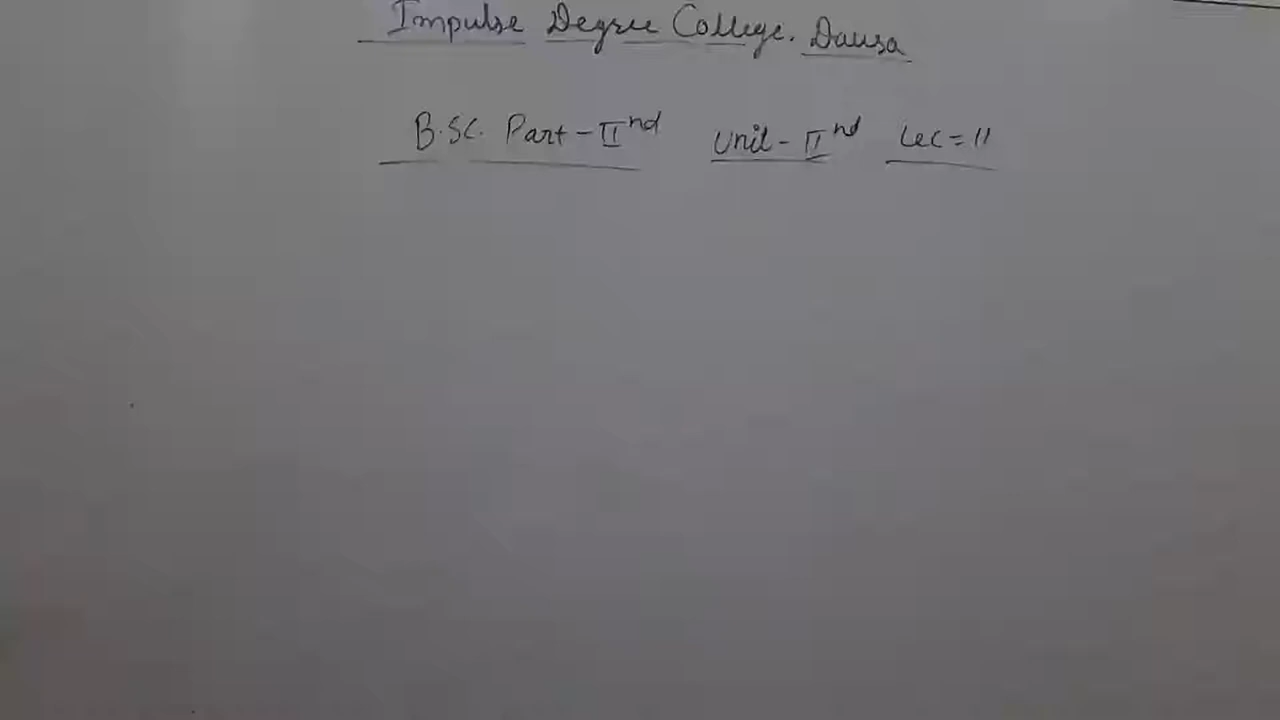 Impulse Degree College. Dausa
B.SC. Part - IInd Unit - IInd Lec = 11